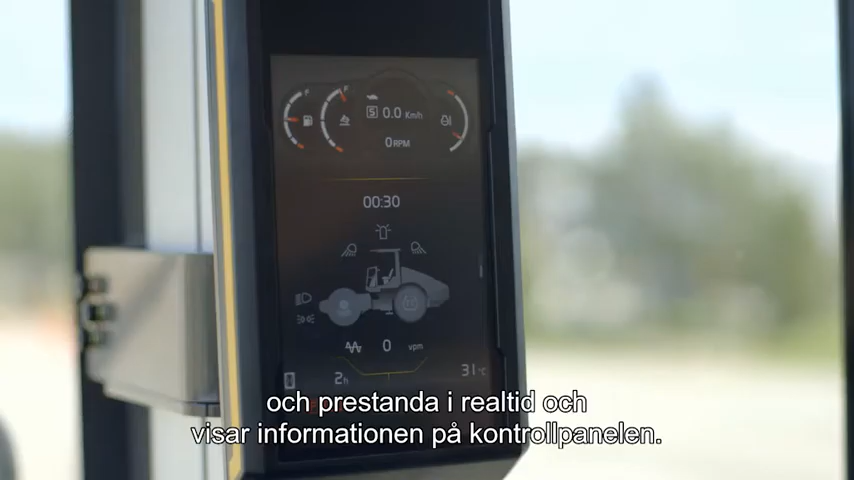 F F
S 0.0 Km/h
0 RPM
00:30
0 vpm
2h 31°C
och prestanda i realtid och
visar informationen på kontrollpanelen.